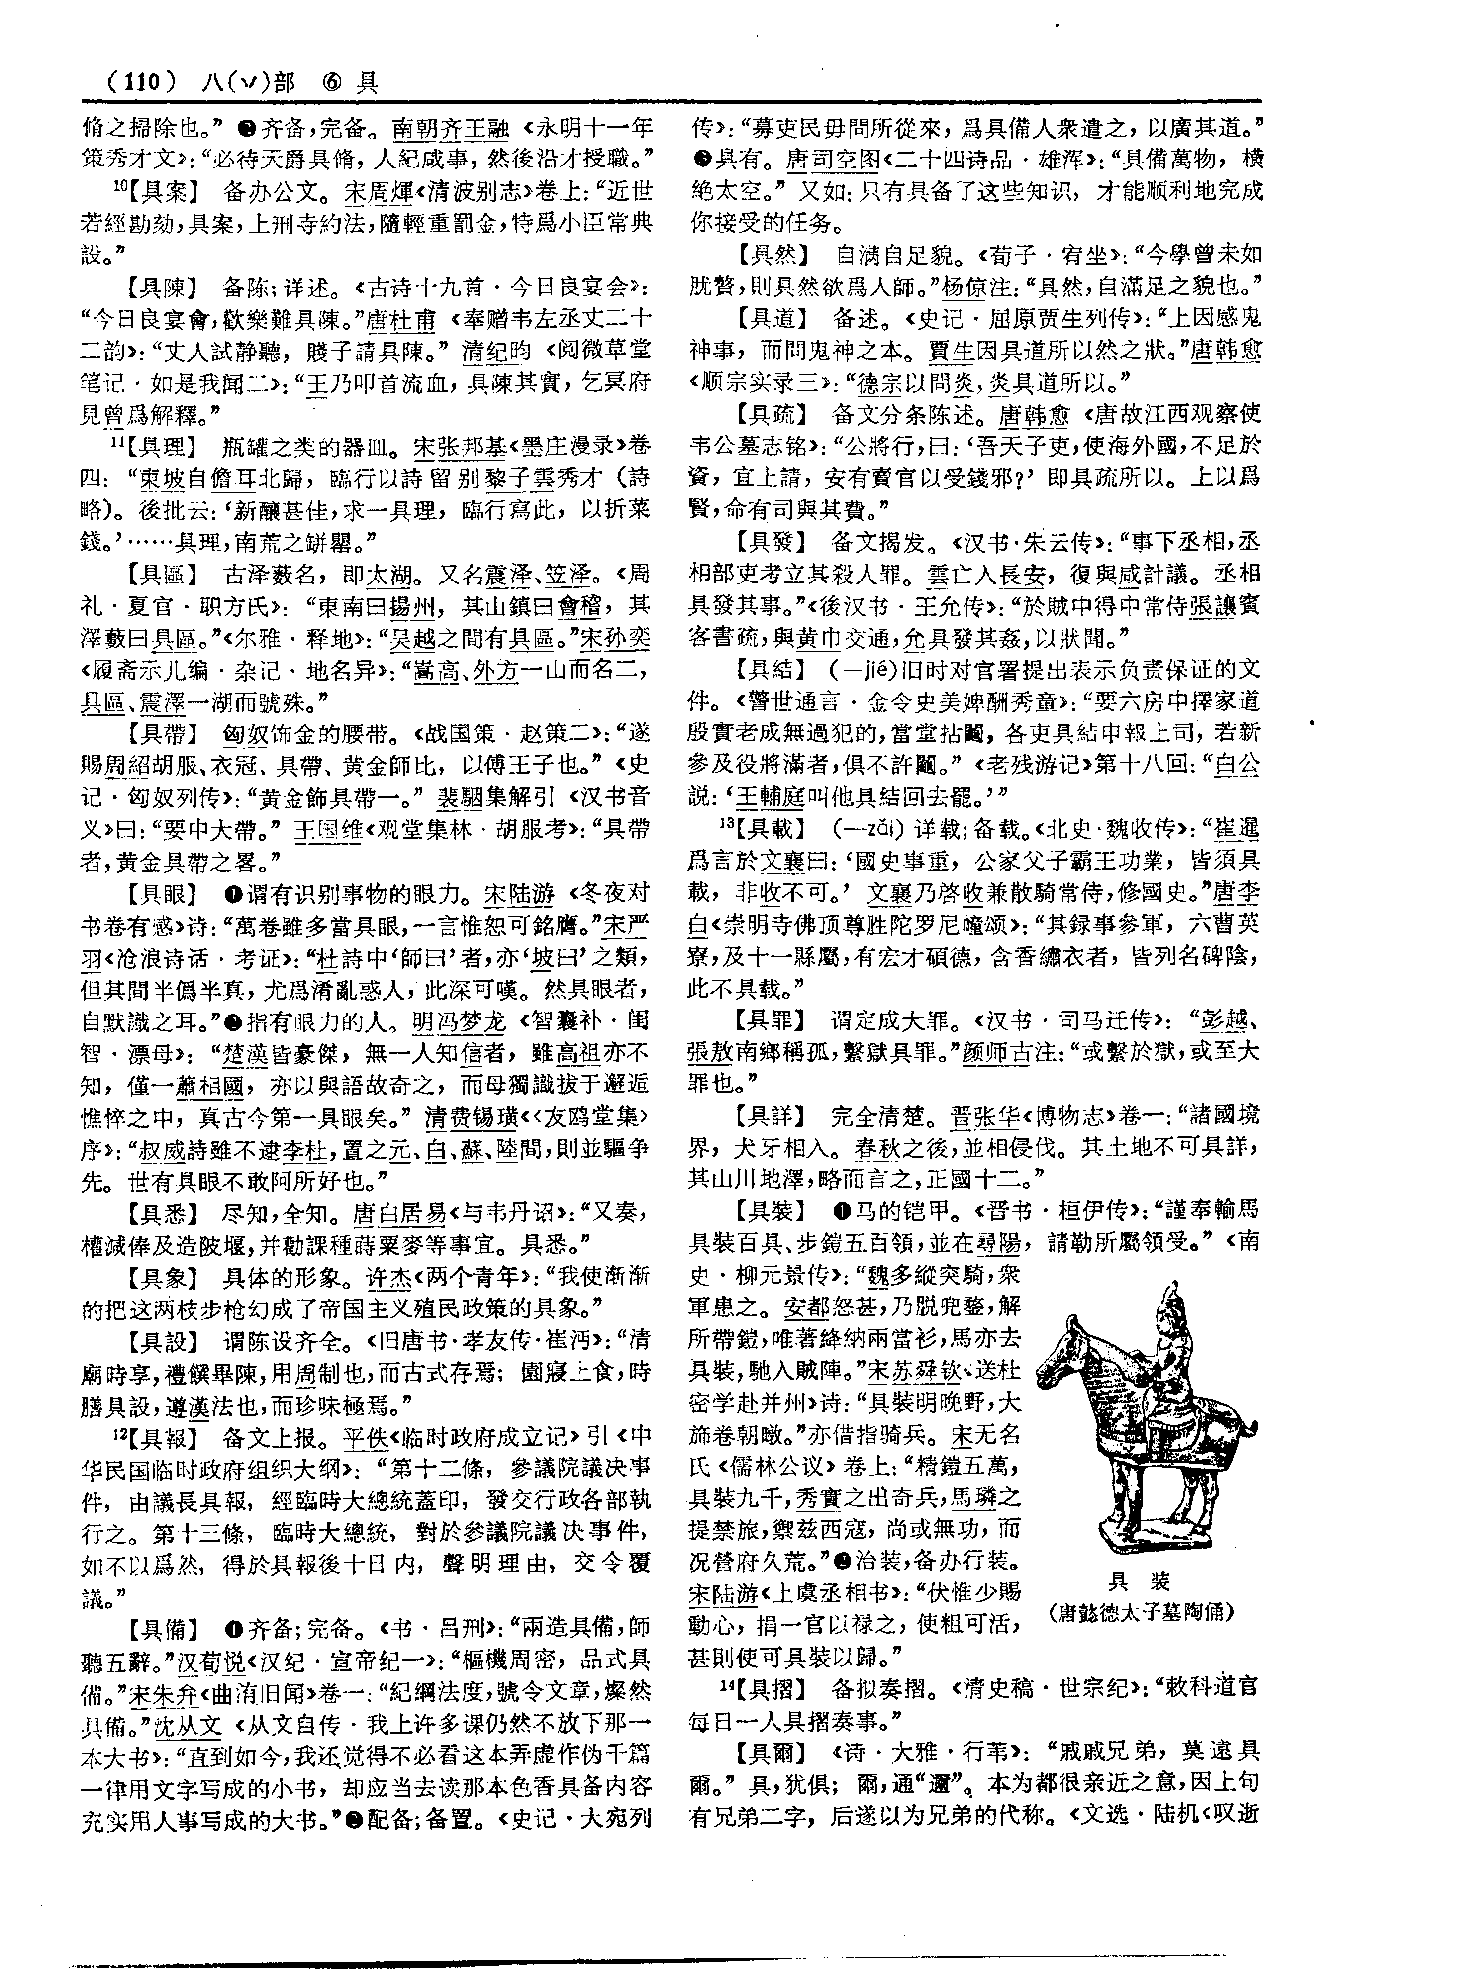 (110) 八(丷)部 ⑥ 具
脩之掃除也。”❷齐备,完备。南朝齐王融《永明十一年
策秀才文》:“必待天爵具脩,人紀咸事,然後沿才授職。”
10【具案】 备办公文。宋周煇《清波别志》卷上:“近世
若經勘劾,具案,上刑寺約法,隨輕重罰金,特爲小臣常典
設。”
【具陳】 备陈;详述。《古诗十九首·今日良宴会》:
“今日良宴會,歡樂難具陳。”唐杜甫《奉赠韦左丞丈二十
二韵》:“丈人試静聽,賤子請具陳。”清纪昀《阅微草堂
笔记·如是我闻二》:“王乃叩首流血,具陳其實,乞冥府
見曾爲解釋。”
11【具理】 瓶罐之类的器皿。宋张邦基《墨庄漫录》卷
四:“東坡自儋耳北歸,臨行以詩留别黎子雲秀才(詩
略)。後批云:‘新釀甚佳,求一具理,臨行寫此,以折菜
錢。’……具理,南荒之缾罌。”
【具區】 古泽薮名,即太湖。又名震泽、笠泽。《周
礼·夏官·职方氏》:“東南曰揚州,其山鎮曰會稽,其
澤藪曰具區。”《尔雅·释地》:“吴越之間有具區。”宋孙奕
《履斋示儿编·杂记·地名异》:“嵩高、外方一山而名二,
具區、震澤一湖而號殊。”
【具帶】 匈奴饰金的腰带。《战国策·赵策二》:“遂
賜周紹胡服、衣冠、具帶、黄金師比,以傅王子也。”《史
记·匈奴列传》:“黄金飾具帶一。”裴駰集解引《汉书音
义》曰:“要中大帶。”王国维《观堂集林·胡服考》:“具帶
者,黄金具帶之畧。”
【具眼】 ❶谓有识别事物的眼力。宋陆游《冬夜对
书卷有感》诗:“萬卷雖多當具眼,一言惟恕可銘膺。”宋严
羽《沧浪诗话·考证》:“杜詩中‘師曰’者,亦‘坡曰’之類,
但其間半僞半真,尤爲淆亂惑人,此深可嘆。然具眼者,
自默識之耳。”❷指有眼力的人。明冯梦龙《智囊补·闺
智·漂母》:“楚漢皆豪傑,無一人知信者,雖高祖亦不
知,僅一蕭相國,亦以與語故奇之,而母獨識拔于邂逅
憔悴之中,真古今第一具眼矣。”清费锡璜《〈友鸥堂集〉
序》:“叔威詩雖不逮李杜,置之元、白、蘇、陸間,則並驅争
先。世有具眼不敢阿所好也。”
【具悉】 尽知,全知。唐白居易《与韦丹诏》:“又奏,
權減俸及造陂堰,并勸課種蒔粟麥等事宜。具悉。”
【具象】 具体的形象。许杰《两个青年》:“我使渐渐
的把这两枝步枪幻成了帝国主义殖民政策的具象。”
【具設】 谓陈设齐全。《旧唐书·孝友传·崔沔》:“清
廟時享,禮饌畢陳,用周制也,而古式存焉;園寢上食,時
膳具設,遵漢法也,而珍味極焉。”
12【具報】 备文上报。平佚《临时政府成立记》引《中
华民国临时政府组织大纲》:“第十二條,參議院議决事
件,由議長具報,經臨時大總統蓋印,發交行政各部執
行之。第十三條,臨時大總統,對於參議院議决事件,
如不以爲然,得於具報後十日内,聲明理由,交令覆
議。”
【具備】 ❶齐备;完备。《书·吕刑》:“兩造具備,師
聽五辭。”汉荀悦《汉纪·宣帝纪一》:“樞機周密,品式具
備。”宋朱弁《曲洧旧闻》卷一:“紀綱法度,號令文章,燦然
具備。”沈从文《从文自传·我上许多课仍然不放下那一
本大书》:“直到如今,我还觉得不必看这本弄虚作伪千篇
一律用文字写成的小书,却应当去读那本色香具备内容
充实用人事写成的大书。”❷配备;备置。《史记·大宛列
传》:“募吏民毋問所從來,爲具備人衆遣之,以廣其道。”
❸具有。唐司空图《二十四诗品·雄浑》:“具備萬物,横
絶太空。”又如:只有具备了这些知识,才能顺利地完成
你接受的任务。
【具然】 自满自足貌。《荀子·宥坐》:“今學曾未如
肬贅,則具然欲爲人師。”杨倞注:“具然,自滿足之貌也。”
【具道】 备述。《史记·屈原贾生列传》:“上因感鬼
神事,而問鬼神之本。賈生因具道所以然之狀。”唐韩愈
《顺宗实录三》:“德宗以問炎,炎具道所以。”
【具疏】 备文分条陈述。唐韩愈《唐故江西观察使
韦公墓志铭》:“公將行,曰:‘吾天子吏,使海外國,不足於
資,宜上請,安有賣官以受錢邪?’即具疏所以。上以爲
賢,命有司與其費。”
【具發】 备文揭发。《汉书·朱云传》:“事下丞相,丞
相部吏考立其殺人罪。雲亡入長安,復與咸計議。丞相
具發其事。”《後汉书·王允传》:“於賊中得中常侍張讓賓
客書疏,與黄巾交通,允具發其姦,以狀聞。”
【具結】 (—jié)旧时对官署提出表示负责保证的文
件。《警世通言·金令史美婢酬秀童》:“要六房中擇家道
殷實老成無過犯的,當堂拈鬮,各吏具結申報上司,若新
參及役將滿者,俱不許鬮。”《老残游记》第十八回:“白公
説:‘王輔庭叫他具結回去罷。’”
13【具載】 (—zǎi)详载;备载。《北史·魏收传》:“崔暹
爲言於文襄曰:‘國史事重,公家父子霸王功業,皆須具
載,非收不可。’文襄乃啓收兼散騎常侍,修國史。”唐李
白《崇明寺佛顶尊胜陀罗尼幢颂》:“其録事參軍,六曹英
寮,及十一縣屬,有宏才碩德,含香繡衣者,皆列名碑陰,
此不具載。”
【具罪】 谓定成大罪。《汉书·司马迁传》:“彭越、
張敖南鄉稱孤,繫獄具罪。”颜师古注:“或繫於獄,或至大
罪也。”
【具詳】 完全清楚。晋张华《博物志》卷一:“諸國境
界,犬牙相入。春秋之後,並相侵伐。其土地不可具詳,
其山川地澤,略而言之,正國十二。”
【具裝】 ❶马的铠甲。《晋书·桓伊传》:“謹奉輸馬
具裝百具、步鎧五百領,並在尋陽,請勒所屬領受。”《南
史·柳元景传》:“魏多縱突騎,衆
軍患之。安都怒甚,乃脱兜鍪,解
所帶鎧,唯著絳納兩當衫,馬亦去
具裝,馳入賊陣。”宋苏舜钦《送杜
密学赴并州》诗:“具裝明晚野,大
旆卷朝暾。”亦借指骑兵。宋无名
氏《儒林公议》卷上:“精鎧五萬,
具裝九千,秀實之出奇兵,馬璘之
提禁旅,禦兹西寇,尚或無功,而
况營府久荒。”❷治装,备办行装。
宋陆游《上虞丞相书》:“伏惟少賜
動心,捐一官以禄之,使粗可活,
甚則使可具裝以歸。”
具 装
(唐懿德太子墓陶俑)
14【具摺】 备拟奏摺。《清史稿·世宗纪》:“敕科道官
每日一人具摺奏事。”
【具爾】 《诗·大雅·行苇》:“戚戚兄弟,莫遠具
爾。”具,犹俱;爾,通“邇”。本为都很亲近之意,因上句
有兄弟二字,后遂以为兄弟的代称。《文选·陆机〈叹逝